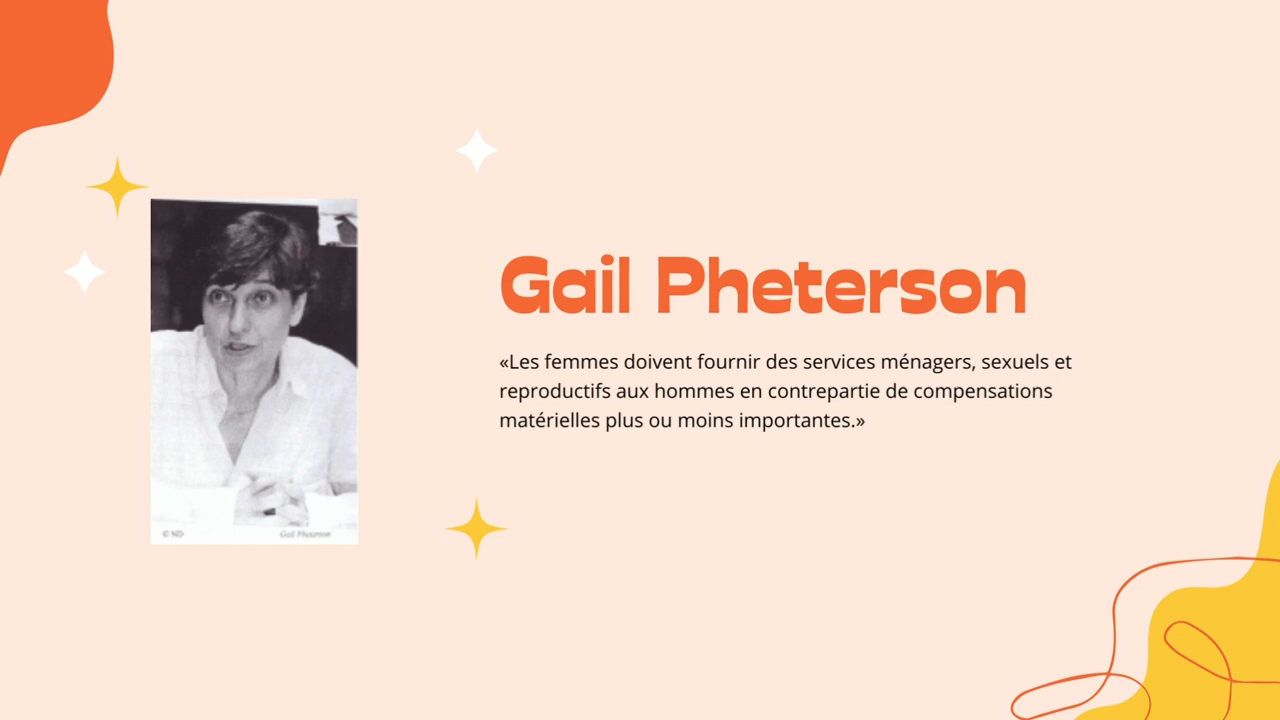 Gail Pheterson
«Les femmes doivent fournir des services ménagers, sexuels et
reproductifs aux hommes en contrepartie de compensations
matérielles plus ou moins importantes.»
© ND
Gail Pheterson